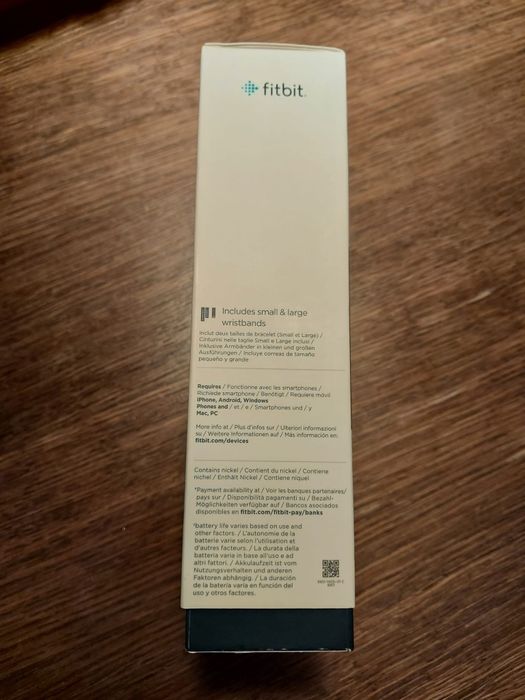 fitbit.
Includes small & large
wristbands
Inclut deux tailles de bracelet (Small et Large) /
Cinturini nelle taglie Small e Large inclusi /
Inklusive Armbänder in kleinen und großen
Ausführungen / Incluye correas de tamaño
pequeño y grande
Requires / Fonctionne avec les smartphones /
Richiede smartphone / Benötigt / Requiere móvil
iPhone, Android, Windows
Phones and / et / e / Smartphones und / y
Mac, PC
More info at / Plus d'infos sur / Ulteriori informazioni
su / Weitere Informationen auf / Más información en:
fitbit.com/devices
Contains nickel / Contient du nickel / Contiene
nichel / Enthält Nickel / Contiene níquel
*Payment availability at / Voir les banques partenaires/
pays sur / Disponibilità pagamenti su / Bezahl-
Möglichkeiten verfügbar auf / Bancos asociados
disponibles en fitbit.com/fitbit-pay/banks
battery life varies based on use and
other factors. / L'autonomie de la
batterie varie selon l'utilisation et
d'autres facteurs. / La durata della
batteria varia in base all'uso e ad
altri fattori. / Akkulaufzeit ist vom
Nutzungsverhalten und anderen
Faktoren abhängig. / La duración
de la batería varía en función del
uso y otros factores.